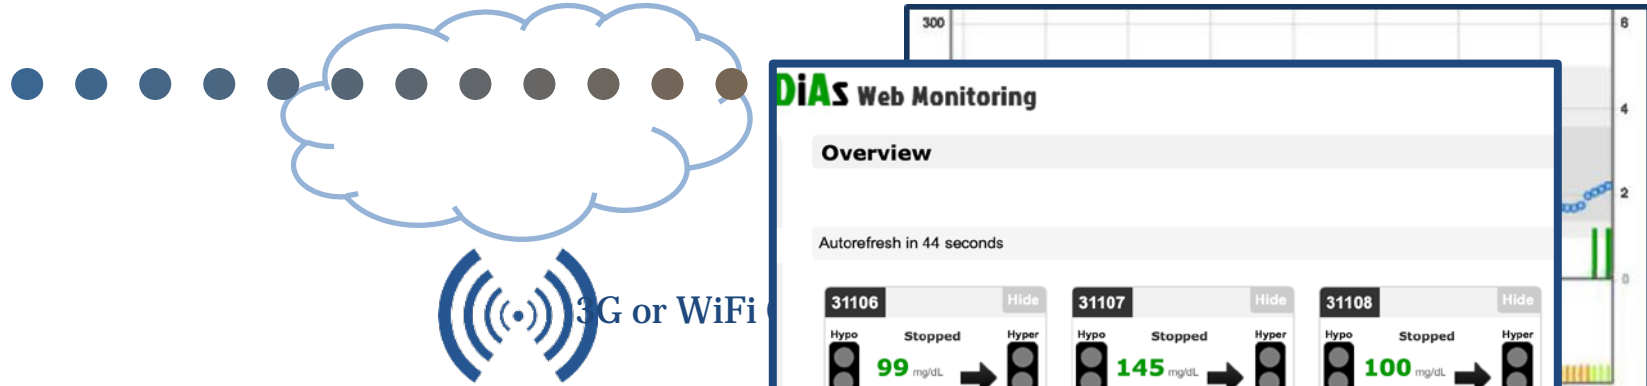 300
6
DiAs Web Monitoring
4
Overview
2
Autorefresh in 44 seconds
0
3G or WiFi
31106 Hide
31107 Hide
31108 Hide
Hypo Stopped Hyper
Hypo Stopped Hyper
Hypo Stopped Hyper
99 mg/dL
145 mg/dL
100 mg/dL